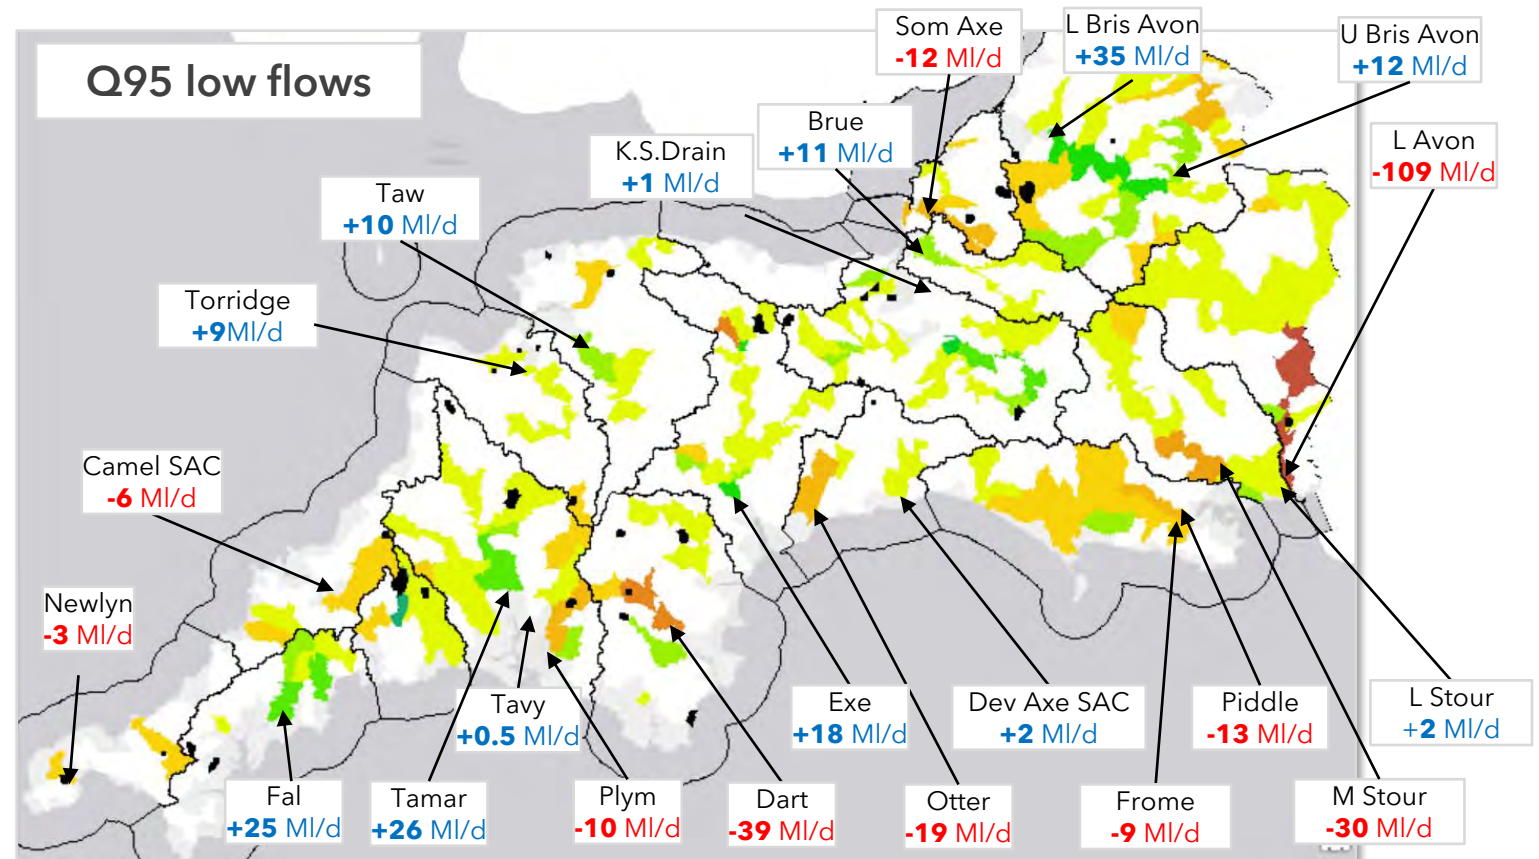 Q95 low flows
Som Axe
-12 Ml/d
L Bris Avon
+35 Ml/d
U Bris Avon
+12 Ml/d
Brue
+11 Ml/d
K.S.Drain
+1 Ml/d
L Avon
-109 Ml/d
Taw
+10 Ml/d
Torridge
+9Ml/d
Camel SAC
-6 Ml/d
Newlyn
-3 Ml/d
Tavy
+0.5 Ml/d
Exe
+18 Ml/d
Dev Axe SAC
+2 Ml/d
Piddle
-13 Ml/d
L Stour
+2 Ml/d
Fal
+25 Ml/d
Tamar
+26 Ml/d
Plym
-10 Ml/d
Dart
-39 Ml/d
Otter
-19 Ml/d
Frome
-9 Ml/d
M Stour
-30 Ml/d